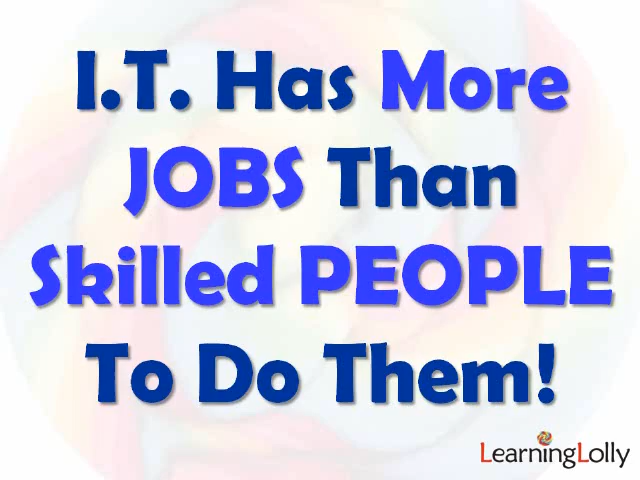 I.T. Has More
JOBS Than
Skilled PEOPLE
To Do Them!
LearningLolly